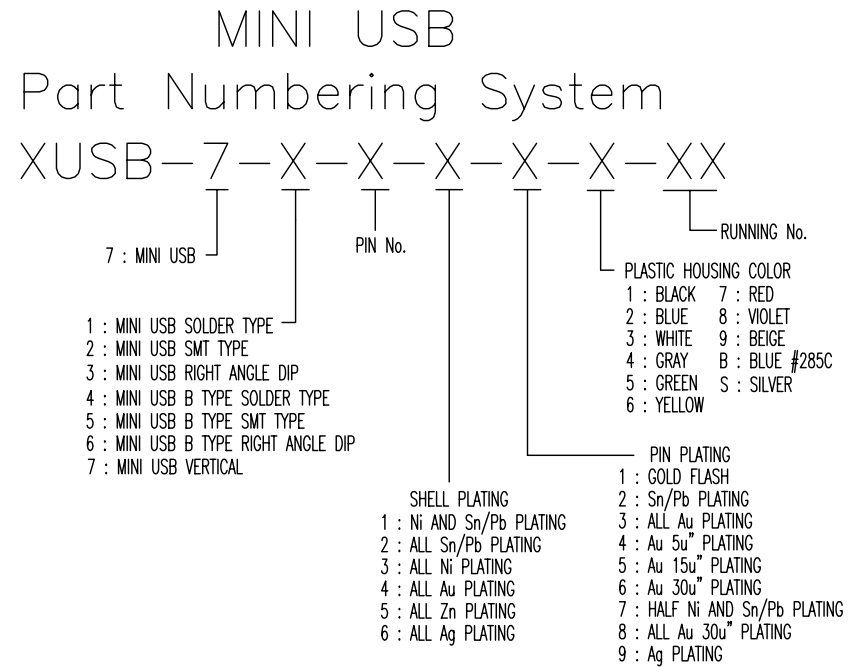 MINI USB
Part Numbering System
XUSB-7-X-X-X-X-X-XX
RUNNING No.
PIN No.
7 : MINI USB
PLASTIC HOUSING COLOR
1 : BLACK 7 : RED
2 : BLUE 8 : VIOLET
3 : WHITE 9 : BEIGE
4 : GRAY B : BLUE #285C
5 : GREEN S : SILVER
6 : YELLOW
1 : MINI USB SOLDER TYPE
2 : MINI USB SMT TYPE
3 : MINI USB RIGHT ANGLE DIP
4 : MINI USB B TYPE SOLDER TYPE
5 : MINI USB B TYPE SMT TYPE
6 : MINI USB B TYPE RIGHT ANGLE DIP
7 : MINI USB VERTICAL
SHELL PLATING
1 : Ni AND Sn/Pb PLATING
2 : ALL Sn/Pb PLATING
3 : ALL Ni PLATING
4 : ALL Au PLATING
5 : ALL Zn PLATING
6 : ALL Ag PLATING
PIN PLATING
1 : GOLD FLASH
2 : Sn/Pb PLATING
3 : ALL Au PLATING
4 : Au 5u" PLATING
5 : Au 15u" PLATING
6 : Au 30u" PLATING
7 : HALF Ni AND Sn/Pb PLATING
8 : ALL Au 30u" PLATING
9 : Ag PLATING